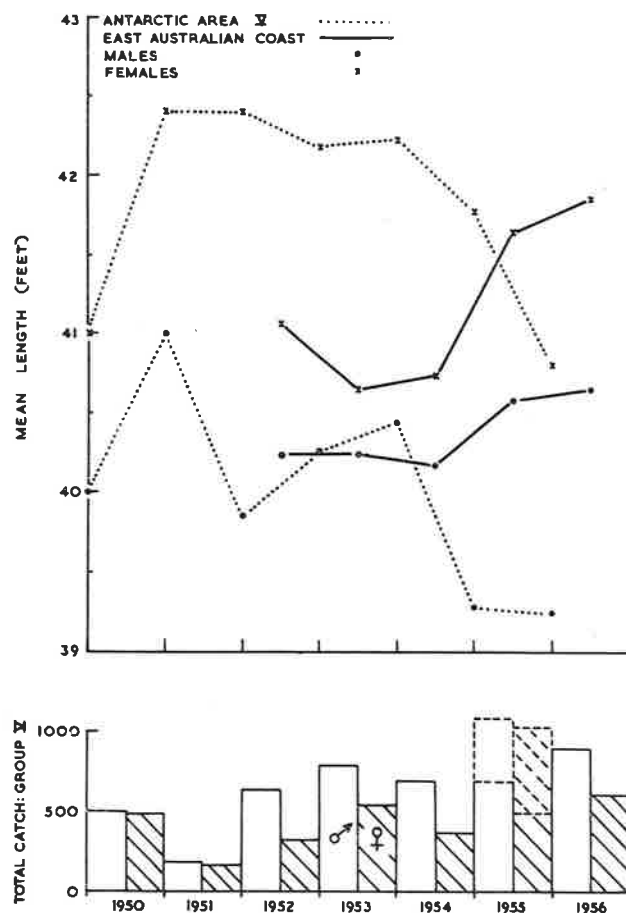 43
ANTARCTIC AREA V
EAST AUSTRALIAN COAST
MALES
FEMALES
42
41
40
39
MEAN LENGTH (FEET)
TOTAL CATCH: GROUP V
1000
500
0
♂ ♀
1950 1951 1952 1953 1954 1955 1956